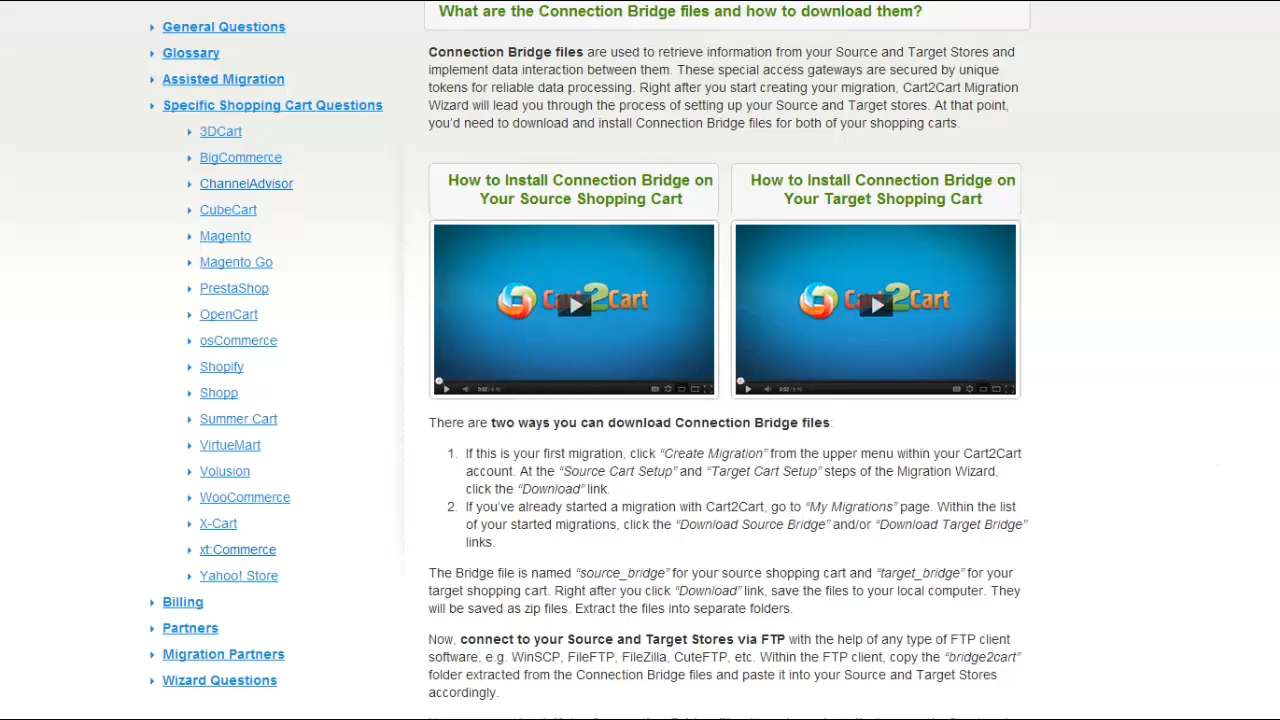 General Questions
Glossary
Assisted Migration
Specific Shopping Cart Questions
3DCart
BigCommerce
ChannelAdvisor
CubeCart
Magento
Magento Go
PrestaShop
OpenCart
osCommerce
Shopify
Shopp
Summer Cart
VirtueMart
Volusion
WooCommerce
X-Cart
xt:Commerce
Yahoo! Store
Billing
Partners
Migration Partners
Wizard Questions
What are the Connection Bridge files and how to download them?
Connection Bridge files are used to retrieve information from your Source and Target Stores and
implement data interaction between them. These special access gateways are secured by unique
tokens for reliable data processing. Right after you start creating your migration, Cart2Cart Migration
Wizard will lead you through the process of setting up your Source and Target stores. At that point,
you'd need to download and install Connection Bridge files for both of your shopping carts.
How to Install Connection Bridge on
Your Source Shopping Cart
Cart2Cart
How to Install Connection Bridge on
Your Target Shopping Cart
Cart2Cart
There are two ways you can download Connection Bridge files:
1. If this is your first migration, click “Create Migration” from the upper menu within your Cart2Cart
account. At the “Source Cart Setup” and “Target Cart Setup” steps of the Migration Wizard,
click the “Download” link.
2. If you've already started a migration with Cart2Cart, go to “My Migrations” page. Within the list
of your started migrations, click the “Download Source Bridge” and/or “Download Target Bridge”
links.
The Bridge file is named “source_bridge” for your source shopping cart and “target_bridge” for your
target shopping cart. Right after you click “Download” link, save the files to your local computer. They
will be saved as zip files. Extract the files into separate folders.
Now, connect to your Source and Target Stores via FTP with the help of any type of FTP client
software, e.g. WinSCP, FileFTP, FileZilla, CuteFTP, etc. Within the FTP client, copy the “bridge2cart”
folder extracted from the Connection Bridge files and paste it into your Source and Target Stores
accordingly.